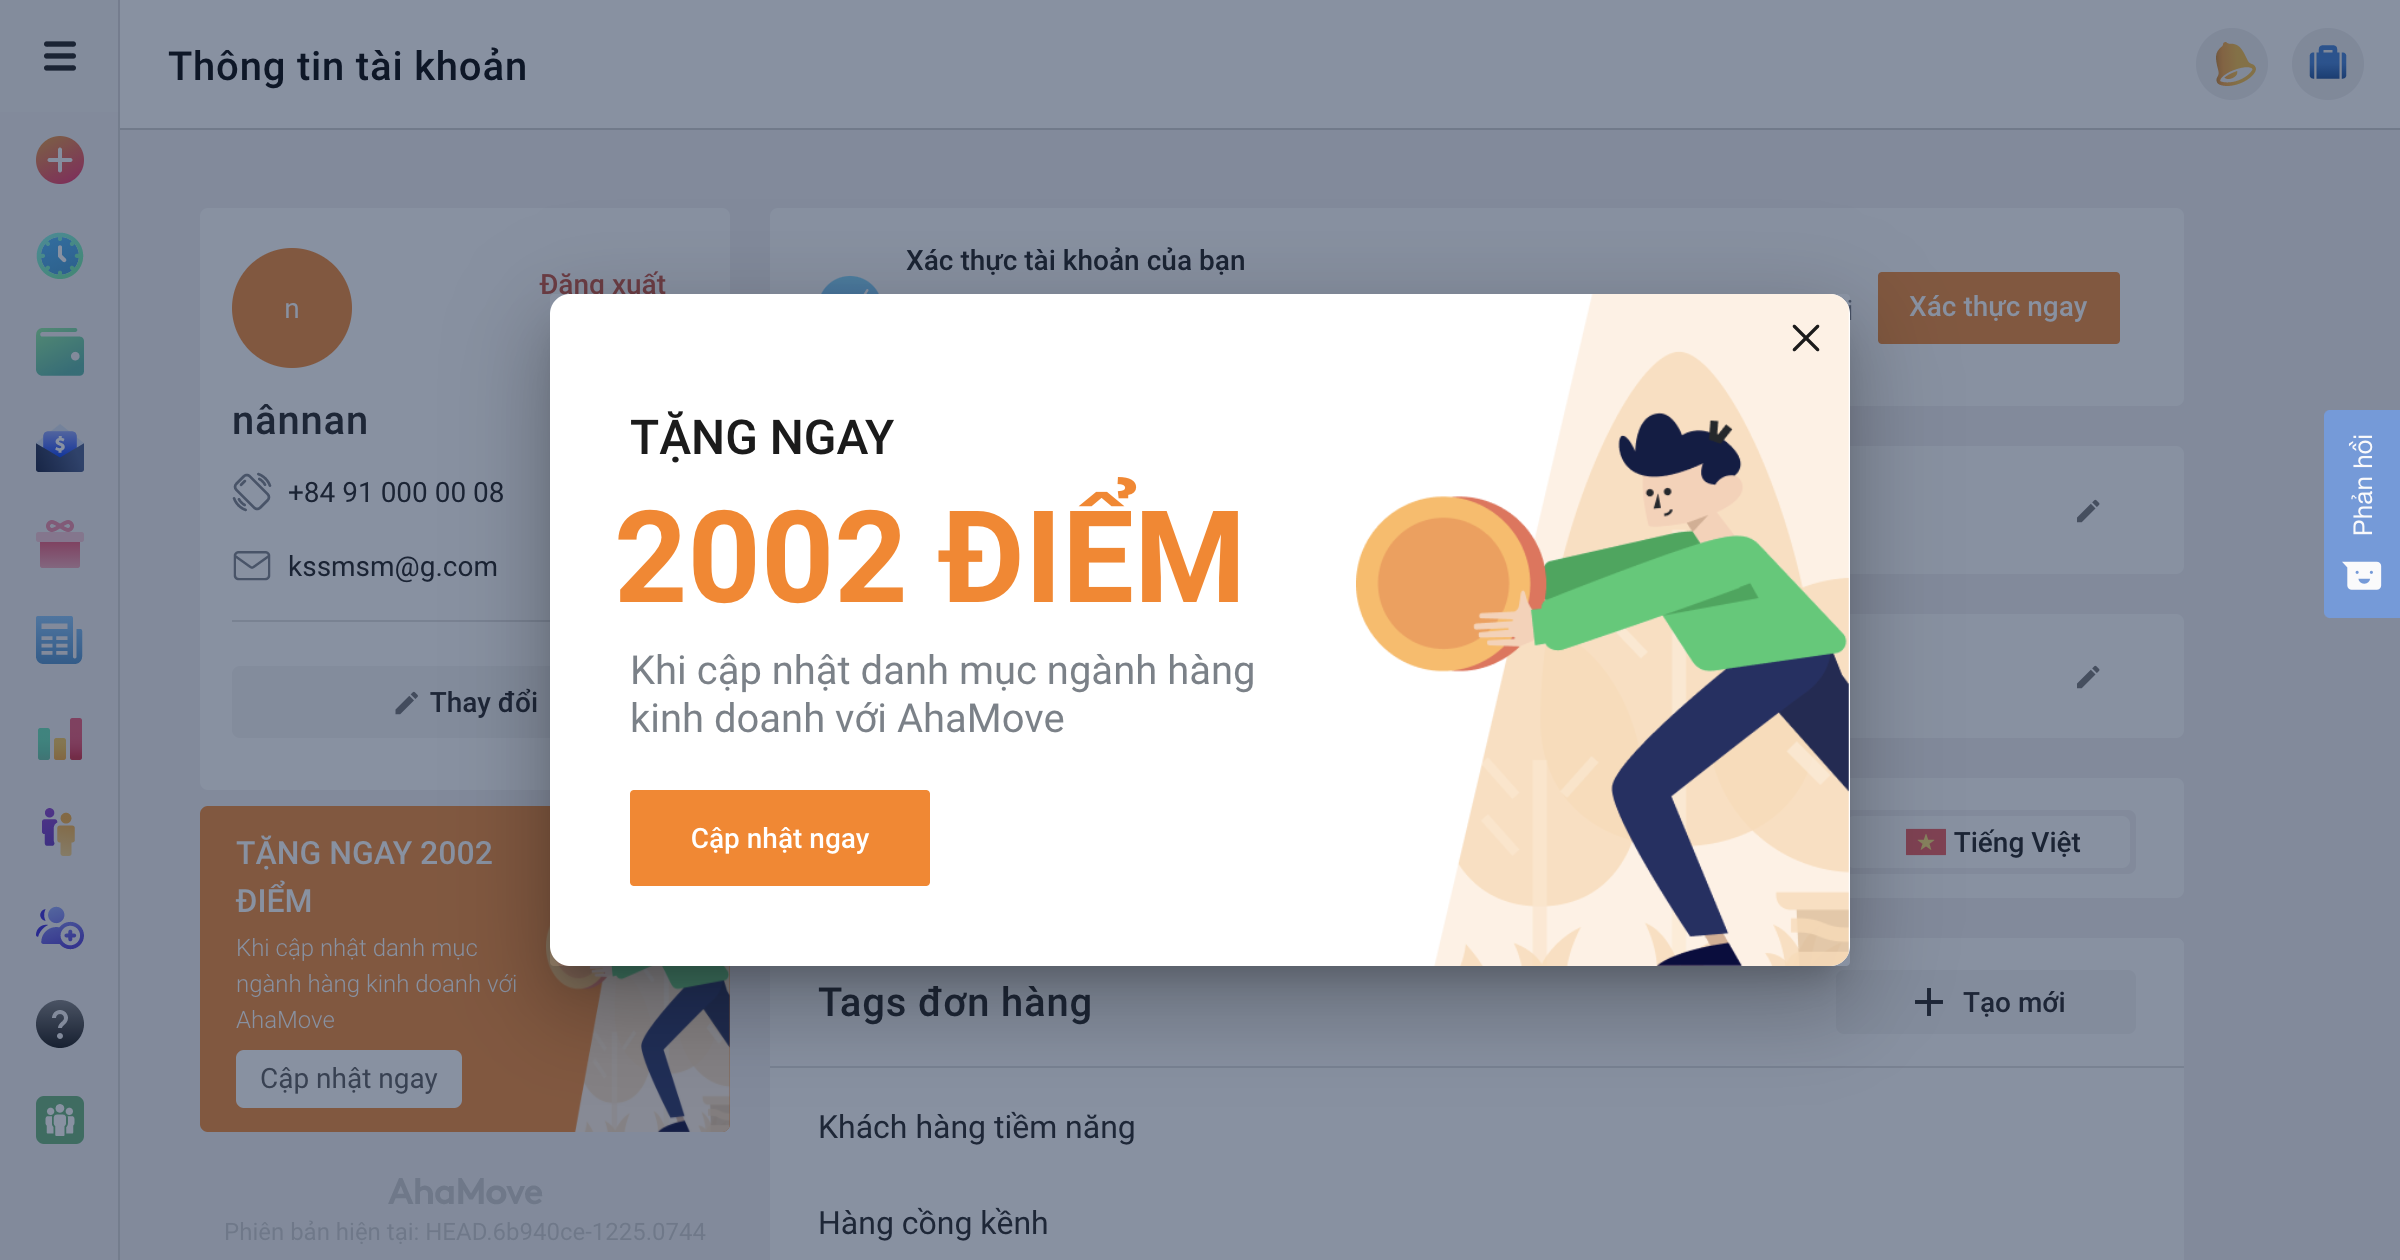 Thông tin tài khoản
n
Đăng xuất
nânnan
+84 91 000 00 08
kssmsm@g.com
Thay đổi
TẶNG NGAY 2002
ĐIỂM
Khi cập nhật danh mục
ngành hàng kinh doanh với
AhaMove
Cập nhật ngay
AhaMove
Phiên bản hiện tại: HEAD.6b940ce-1225.0744
Xác thực tài khoản của bạn
Xác thực ngay
TẶNG NGAY
2002 ĐIỂM
Khi cập nhật danh mục ngành hàng
kinh doanh với AhaMove
Cập nhật ngay
Tiếng Việt
Tags đơn hàng
Tạo mới
Khách hàng tiềm năng
Hàng cồng kềnh
Phản hồi